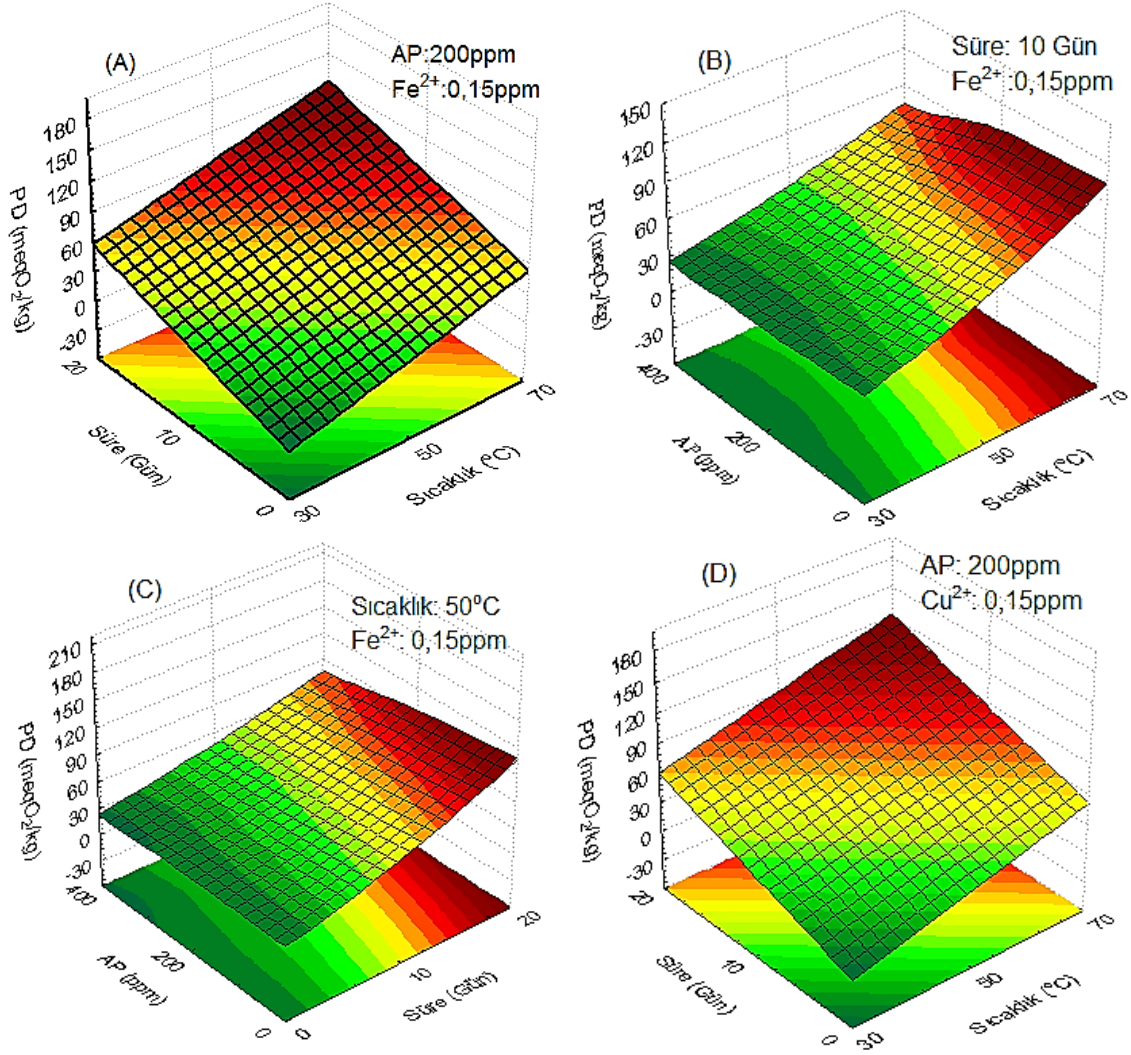 (A)
AP:200ppm
Fe²⁺:0,15ppm
180
150
120
90
60
30
0
-30
PD (meqO₂/kg)
20
10
0
Süre (Gün)
30
50
70
Sıcaklık (⁰C)
(B)
Süre: 10 Gün
Fe²⁺:0,15ppm
150
120
90
60
30
0
-30
PD (meqO₂/kg)
400
200
0
AP (ppm)
30
50
70
Sıcaklık (⁰C)
(C)
Sıcaklık: 50⁰C
Fe²⁺: 0,15ppm
210
180
150
120
90
60
30
0
-30
PD (meqO₂/kg)
400
200
0
AP (ppm)
0
10
20
Süre (Gün)
(D)
AP: 200ppm
Cu²⁺: 0,15ppm
180
150
120
90
60
30
0
-30
PD (meqO₂/kg)
20
10
0
Süre (Gün)
30
50
70
Sıcaklık (⁰C)